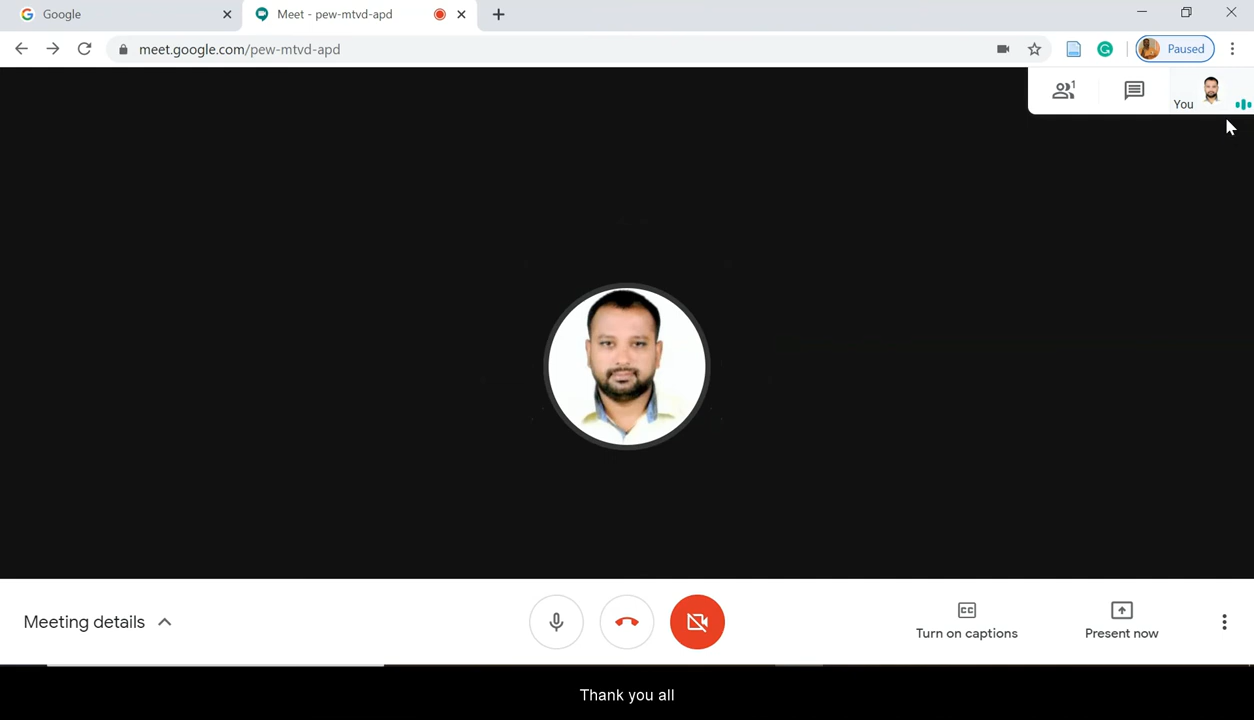 Google
Meet - pew-mtvd-apd
meet.google.com/pew-mtvd-apd
Paused
1
You
Meeting details
CC
Turn on captions
Present now
Thank you all